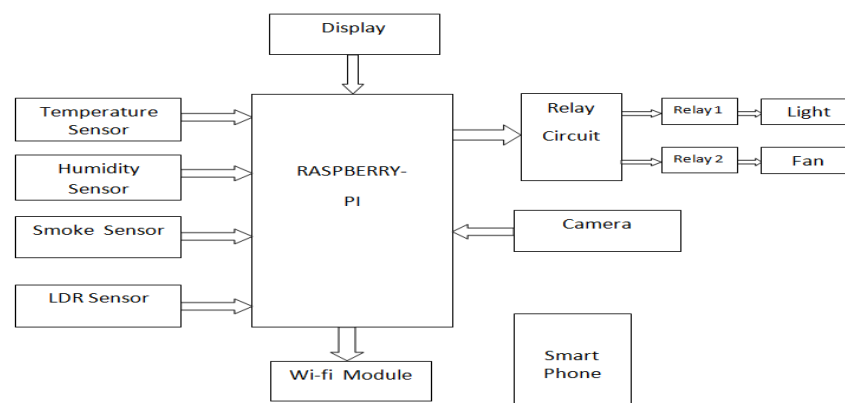 Display
Temperature
Sensor
Humidity
Sensor
Smoke Sensor
LDR Sensor
RASPBERRY-
PI
Wi-fi Module
Relay
Circuit
Relay 1
Light
Relay 2
Fan
Camera
Smart
Phone